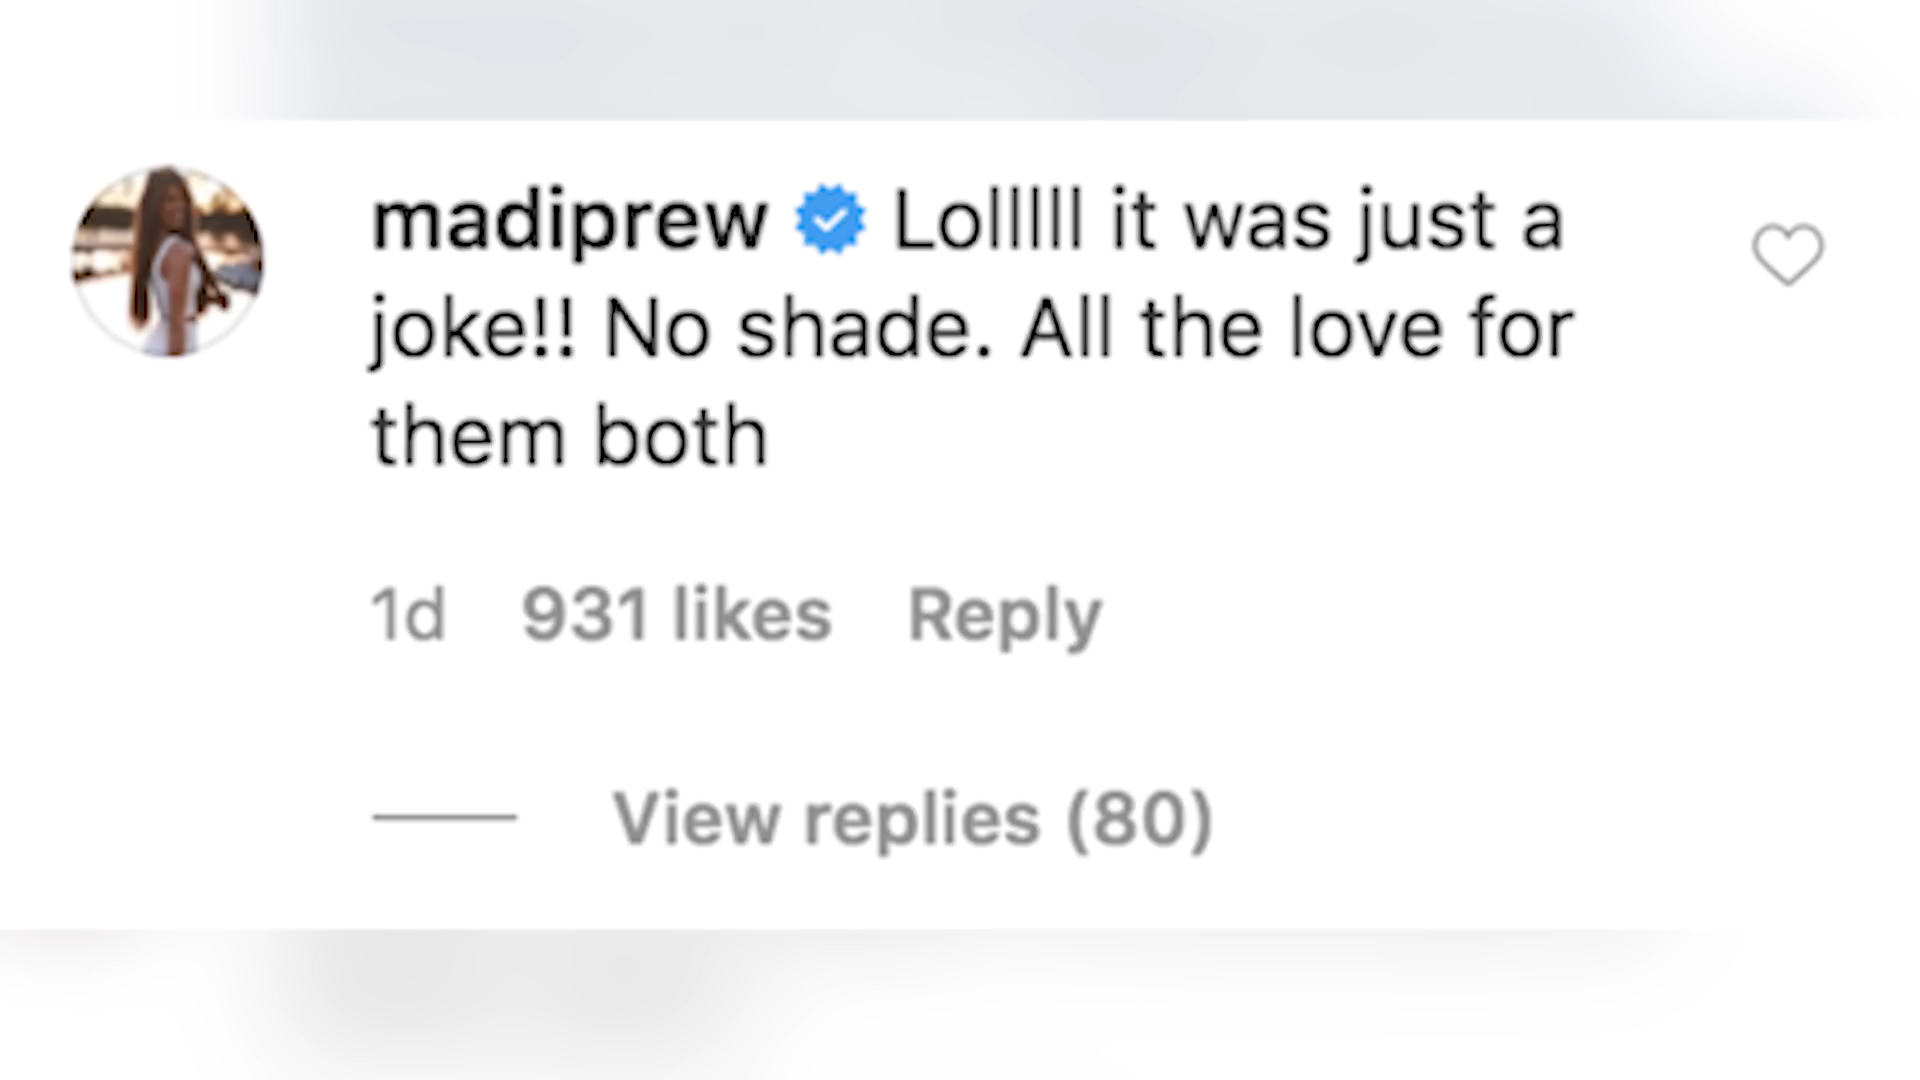 madiprew Lolllll it was just a
joke!! No shade. All the love for
them both
1d 931 likes Reply
View replies (80)